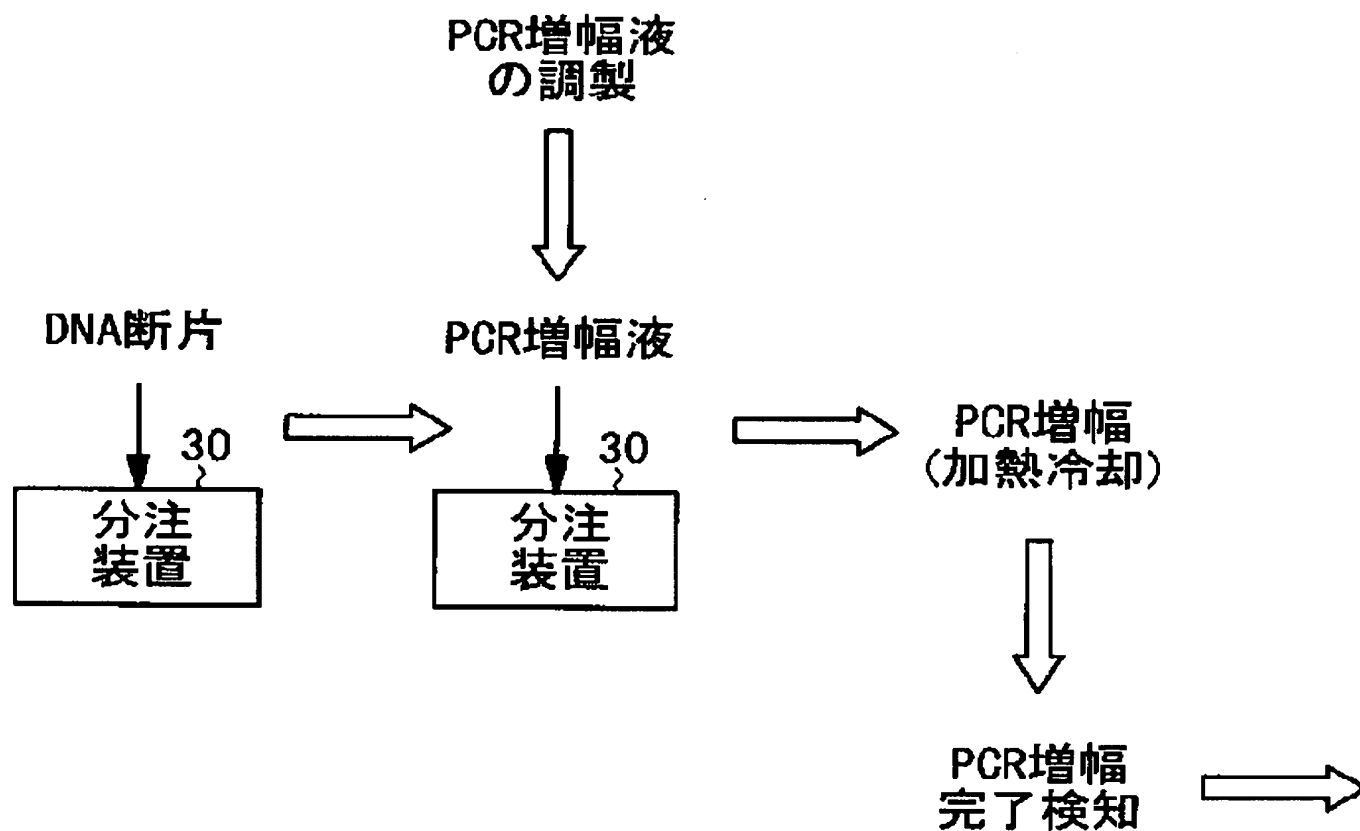 PCR増幅液
の調製
DNA断片
PCR増幅液
30
分注
装置
30
分注
装置
PCR増幅
(加熱冷却)
PCR増幅
完了検知